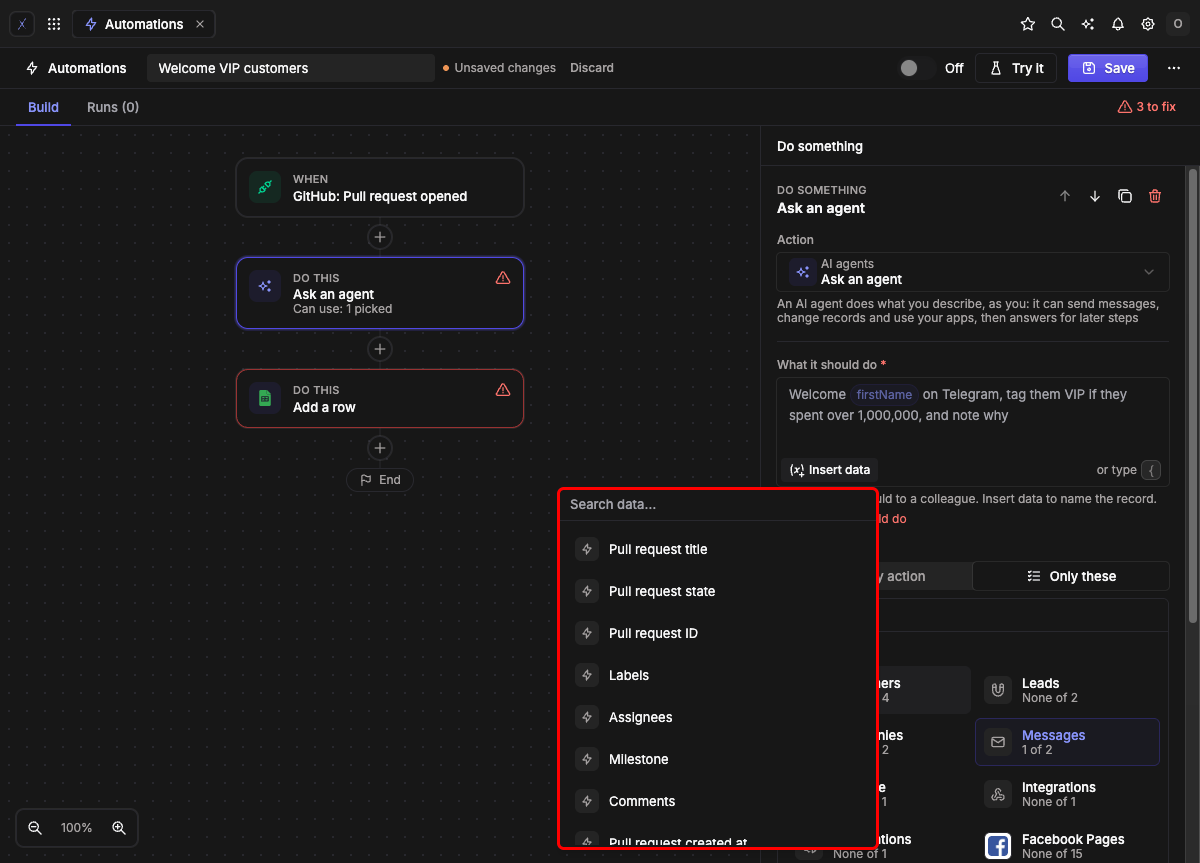 Automations
O
Automations
Welcome VIP customers
Unsaved changes
Discard
Off
Try it
Save
Build
Runs (0)
3 to fix
WHEN
GitHub: Pull request opened
DO THIS
Ask an agent
Can use: 1 picked
DO THIS
Add a row
End
100%
Do something
DO SOMETHING
Ask an agent
Action
AI agents
Ask an agent
An AI agent does what you describe, as you: it can send messages,
change records and use your apps, then answers for later steps
What it should do *
Welcome firstName on Telegram, tag them VIP if they
spent over 1,000,000, and note why
Insert data
or type {
to a colleague. Insert data to name the record.
do
Search data...
Pull request title
Pull request state
Pull request ID
Labels
Assignees
Milestone
Comments
Pull request created at
action
Only these
4
Leads
None of 2
2
Messages
1 of 2
1
Integrations
None of 1
None of 1
Facebook Pages
None of 15